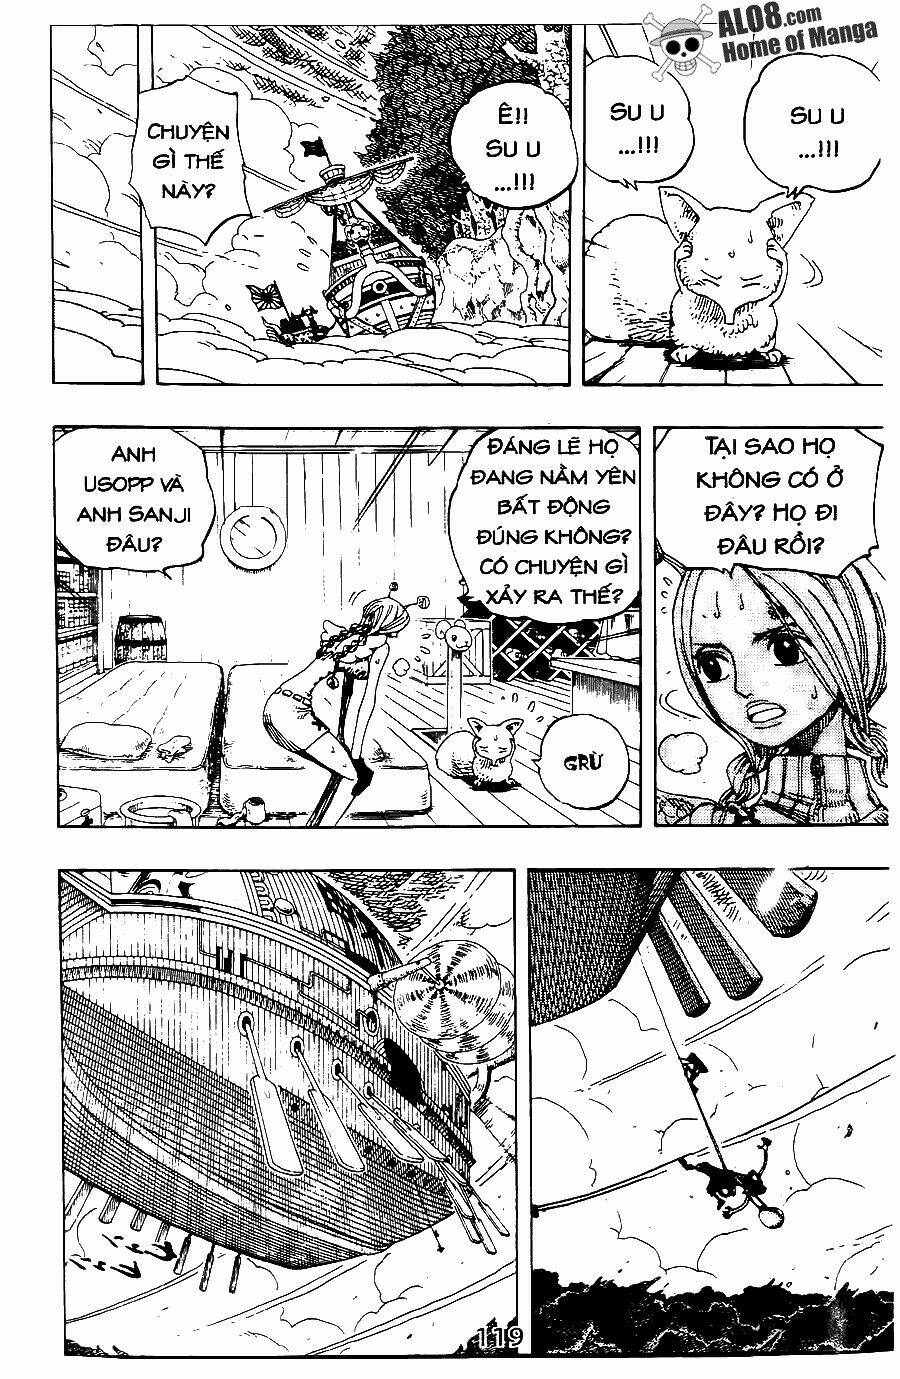 ALO8.com
Home of Manga
SU U
...!!!
SU U
...!!!
Ê!!
SU U
...!!!
CHUYỆN
GÌ THẾ
NÀY?
TẠI SAO HỌ
KHÔNG CÓ Ở
ĐÂY? HỌ ĐI
ĐÂU RỒI?
ĐÁNG LẼ HỌ
ĐANG NẰM YÊN
BẤT ĐỘNG
ĐÚNG KHÔNG?
CÓ CHUYỆN GÌ
XẢY RA THẾ?
GRỪ
ANH
USOPP VÀ
ANH SANJI
ĐÂU?
119